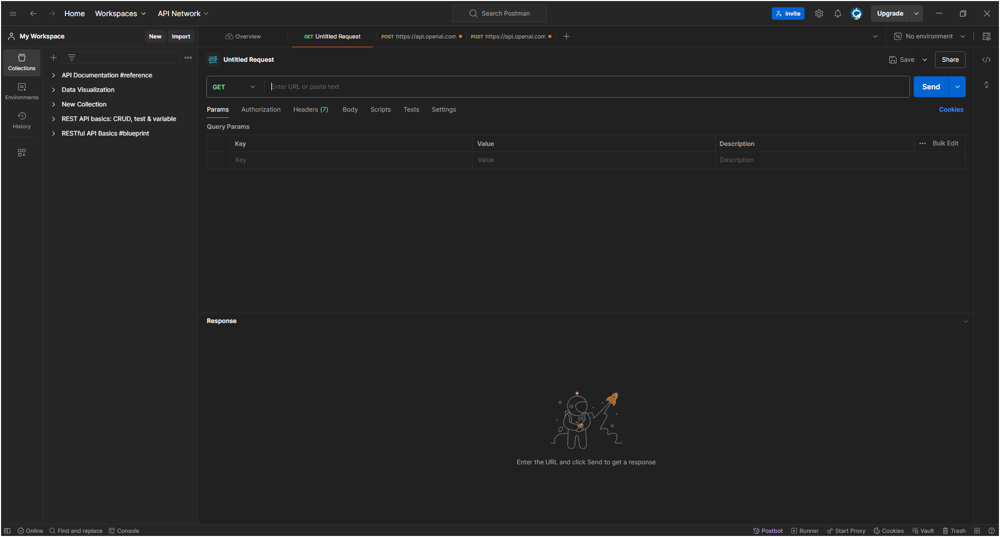 Home Workspaces API Network Search Postman Invite Upgrade
My Workspace New Import Overview GET Untitled Request POST https://api.openai.com POST https://api.openai.com No environment
HTTP Untitled Request Save Share
Collections
Environments
History
API Documentation #reference
Data Visualization
New Collection
REST API basics: CRUD, test & variable
RESTful API Basics #blueprint
GET Enter URL or paste text Send
Params Authorization Headers (7) Body Scripts Tests Settings Cookies
Query Params
Key Value Description Bulk Edit
Key Value Description
Response
Enter the URL and click Send to get a response
Online Find and replace Console Postbot Runner Start Proxy Cookies Vault Trash